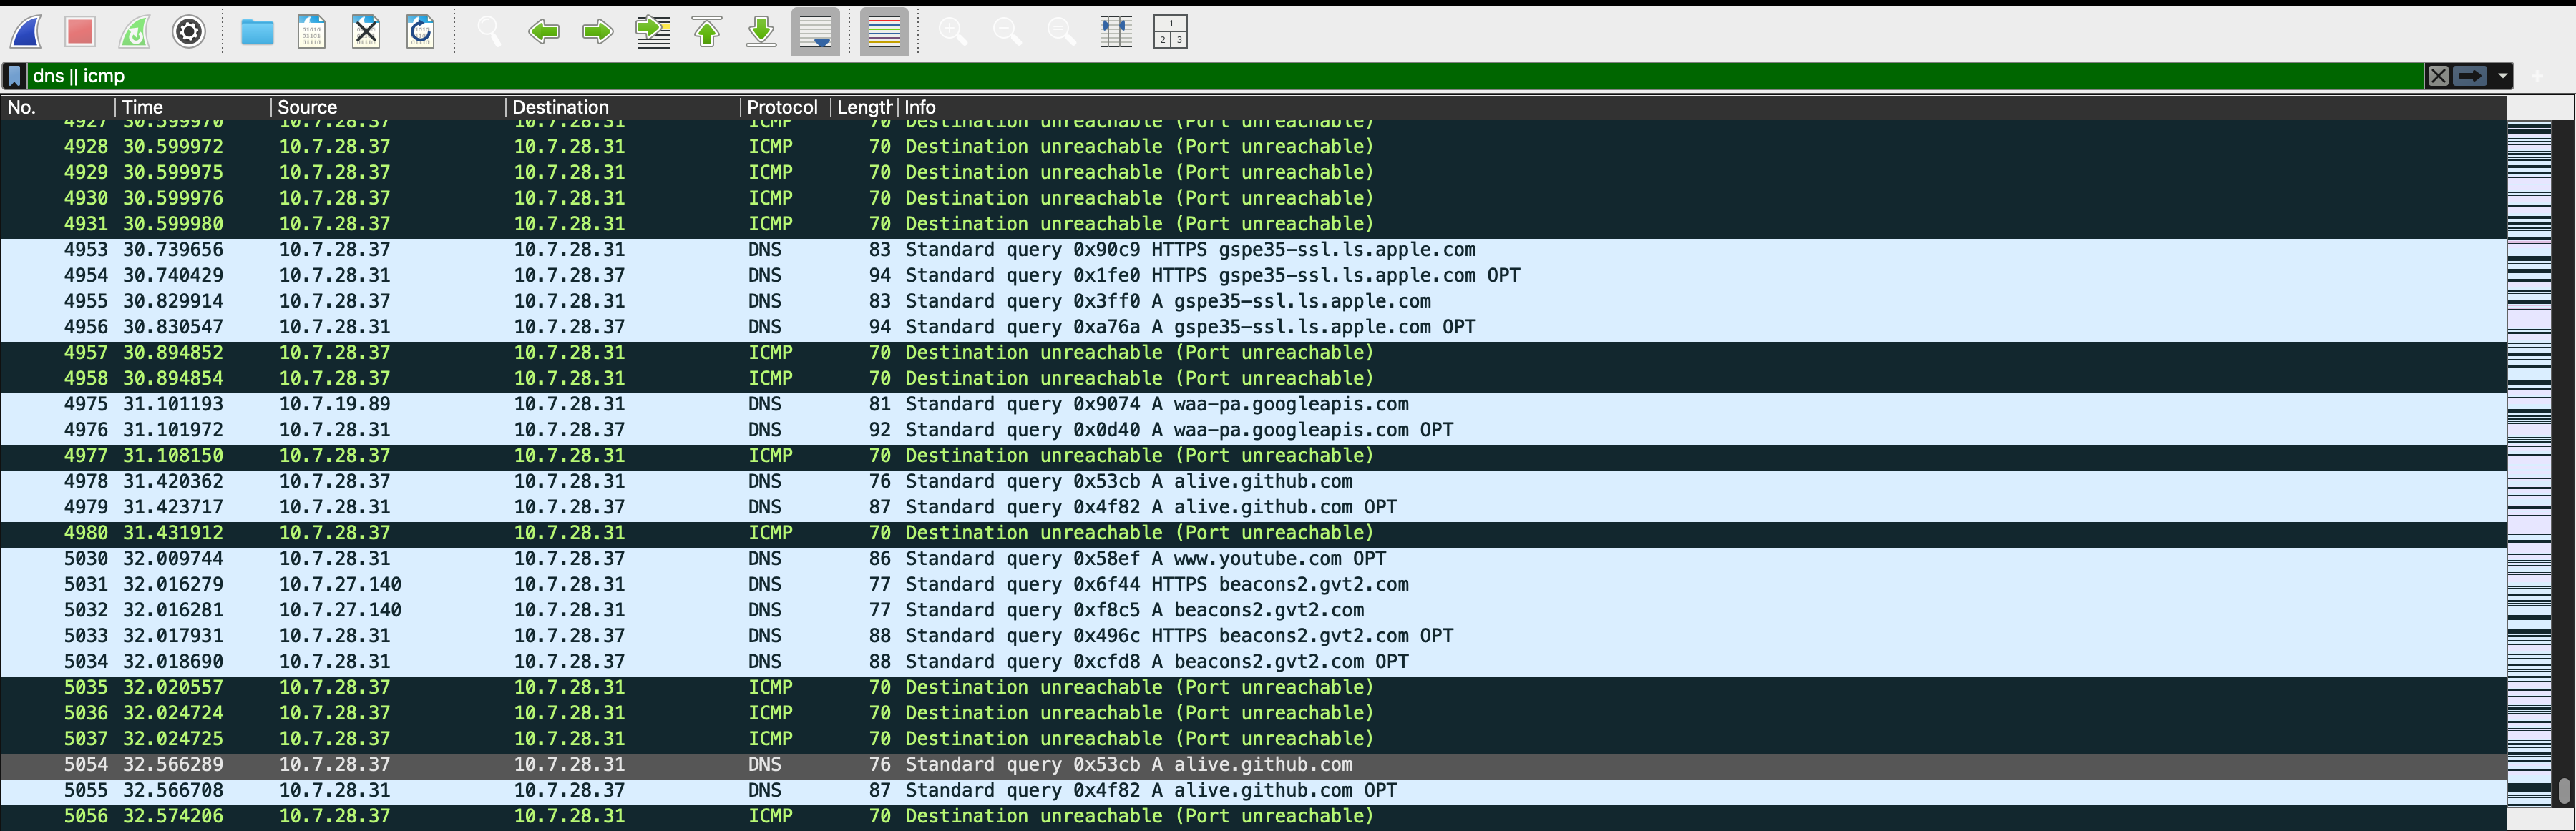 dns || icmp
No. Time Source Destination Protocol Length Info
4927 30.599970 10.7.28.37 10.7.28.31 ICMP 70 Destination unreachable (Port unreachable)
4928 30.599972 10.7.28.37 10.7.28.31 ICMP 70 Destination unreachable (Port unreachable)
4929 30.599975 10.7.28.37 10.7.28.31 ICMP 70 Destination unreachable (Port unreachable)
4930 30.599976 10.7.28.37 10.7.28.31 ICMP 70 Destination unreachable (Port unreachable)
4931 30.599980 10.7.28.37 10.7.28.31 ICMP 70 Destination unreachable (Port unreachable)
4953 30.739656 10.7.28.37 10.7.28.31 DNS 83 Standard query 0x90c9 HTTPS gspe35-ssl.ls.apple.com
4954 30.740429 10.7.28.31 10.7.28.37 DNS 94 Standard query 0x1fe0 HTTPS gspe35-ssl.ls.apple.com OPT
4955 30.829914 10.7.28.37 10.7.28.31 DNS 83 Standard query 0x3ff0 A gspe35-ssl.ls.apple.com
4956 30.830547 10.7.28.31 10.7.28.37 DNS 94 Standard query 0xa76a A gspe35-ssl.ls.apple.com OPT
4957 30.894852 10.7.28.37 10.7.28.31 ICMP 70 Destination unreachable (Port unreachable)
4958 30.894854 10.7.28.37 10.7.28.31 ICMP 70 Destination unreachable (Port unreachable)
4975 31.101193 10.7.19.89 10.7.28.31 DNS 81 Standard query 0x9074 A waa-pa.googleapis.com
4976 31.101972 10.7.28.31 10.7.28.37 DNS 92 Standard query 0x0d40 A waa-pa.googleapis.com OPT
4977 31.108150 10.7.28.37 10.7.28.31 ICMP 70 Destination unreachable (Port unreachable)
4978 31.420362 10.7.28.37 10.7.28.31 DNS 76 Standard query 0x53cb A alive.github.com
4979 31.423717 10.7.28.31 10.7.28.37 DNS 87 Standard query 0x4f82 A alive.github.com OPT
4980 31.431912 10.7.28.37 10.7.28.31 ICMP 70 Destination unreachable (Port unreachable)
5030 32.009744 10.7.28.31 10.7.28.37 DNS 86 Standard query 0x58ef A www.youtube.com OPT
5031 32.016279 10.7.27.140 10.7.28.31 DNS 77 Standard query 0x6f44 HTTPS beacons2.gvt2.com
5032 32.016281 10.7.27.140 10.7.28.31 DNS 77 Standard query 0xf8c5 A beacons2.gvt2.com
5033 32.017931 10.7.28.31 10.7.28.37 DNS 88 Standard query 0x496c HTTPS beacons2.gvt2.com OPT
5034 32.018690 10.7.28.31 10.7.28.37 DNS 88 Standard query 0xcfd8 A beacons2.gvt2.com OPT
5035 32.020557 10.7.28.37 10.7.28.31 ICMP 70 Destination unreachable (Port unreachable)
5036 32.024724 10.7.28.37 10.7.28.31 ICMP 70 Destination unreachable (Port unreachable)
5037 32.024725 10.7.28.37 10.7.28.31 ICMP 70 Destination unreachable (Port unreachable)
5054 32.566289 10.7.28.37 10.7.28.31 DNS 76 Standard query 0x53cb A alive.github.com
5055 32.566708 10.7.28.31 10.7.28.37 DNS 87 Standard query 0x4f82 A alive.github.com OPT
5056 32.574206 10.7.28.37 10.7.28.31 ICMP 70 Destination unreachable (Port unreachable)